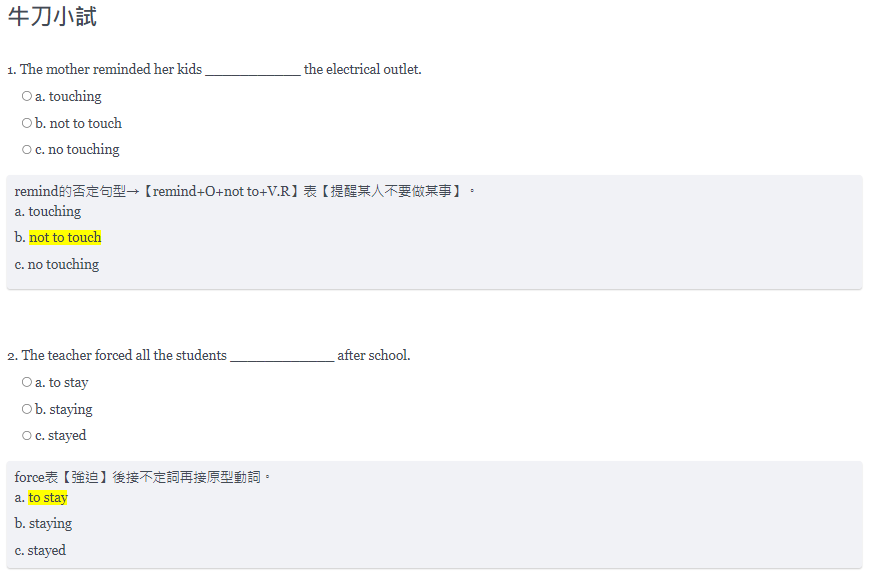 牛刀小試
1. The mother reminded her kids _____________ the electrical outlet.
a. touching
b. not to touch
c. no touching
remind的否定句型→【remind+O+not to+V.R】表【提醒某人不要做某事】。
a. touching
b. not to touch
c. no touching
2. The teacher forced all the students ______________ after school.
a. to stay
b. staying
c. stayed
force表【強迫】後接不定詞再接原型動詞。
a. to stay
b. staying
c. stayed